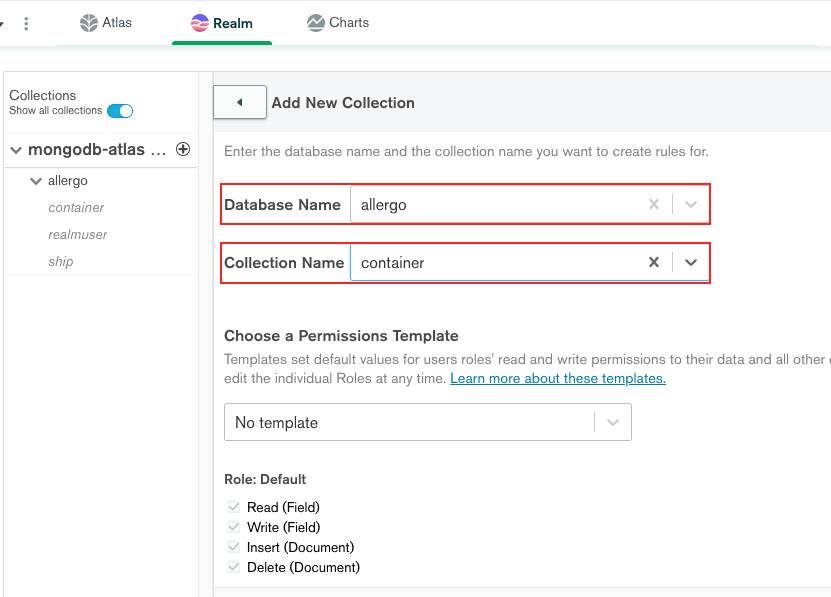 Atlas
Realm
Charts
Collections
Show all collections
Add New Collection
mongodb-atlas ...
Enter the database name and the collection name you want to create rules for.
allergo
container
realmuser
ship
Database Name
allergo
Collection Name
container
Choose a Permissions Template
Templates set default values for users roles' read and write permissions to their data and all other
edit the individual Roles at any time. Learn more about these templates.
No template
Role: Default
Read (Field)
Write (Field)
Insert (Document)
Delete (Document)